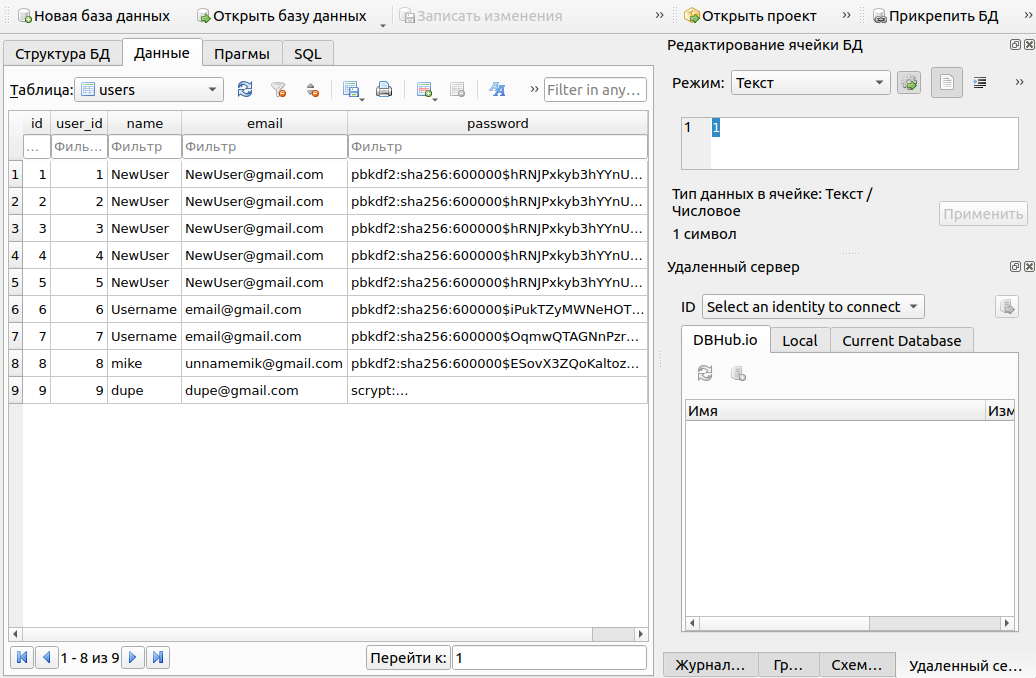 Новая база данных Открыть базу данных Записать изменения » Открыть проект » Прикрепить БД »
Структура БД Данные Прагмы SQL
Таблица: users » Filter in any…
id user_id name email password
… Филь… Фильтр Фильтр Фильтр
1 1 1 NewUser NewUser@gmail.com pbkdf2:sha256:600000$hRNJPxkyb3hYYnU…
2 2 2 NewUser NewUser@gmail.com pbkdf2:sha256:600000$hRNJPxkyb3hYYnU…
3 3 3 NewUser NewUser@gmail.com pbkdf2:sha256:600000$hRNJPxkyb3hYYnU…
4 4 4 NewUser NewUser@gmail.com pbkdf2:sha256:600000$hRNJPxkyb3hYYnU…
5 5 5 NewUser NewUser@gmail.com pbkdf2:sha256:600000$hRNJPxkyb3hYYnU…
6 6 6 Username email@gmail.com pbkdf2:sha256:600000$iPukTZyMWNeHOT…
7 7 7 Username email@gmail.com pbkdf2:sha256:600000$OqmwQTAGNnPzr…
8 8 8 mike unnamemik@gmail.com pbkdf2:sha256:600000$ESovX3ZQoKaltoz…
9 9 9 dupe dupe@gmail.com scrypt:…
1 - 8 из 9 Перейти к: 1
Редактирование ячейки БД
Режим: Текст »
1 1
Тип данных в ячейке: Текст /
Числовое
1 символ
Применить
Удаленный сервер
ID Select an identity to connect
DBHub.io Local Current Database
Имя Изм
Журнал… Гр… Схем… Удаленный се…